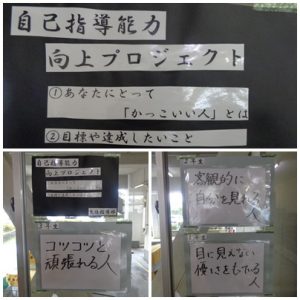 自己指導能力
向上プロジェクト
①あなたにとって
「かっこいい人」とは
②目標や達成したいこと
自己指導能力
向上プロジェクト
コツコツと
頑張れる
人
2年生
客観的に
自分を見れる
人
目に見えない
優しさをもてる
人